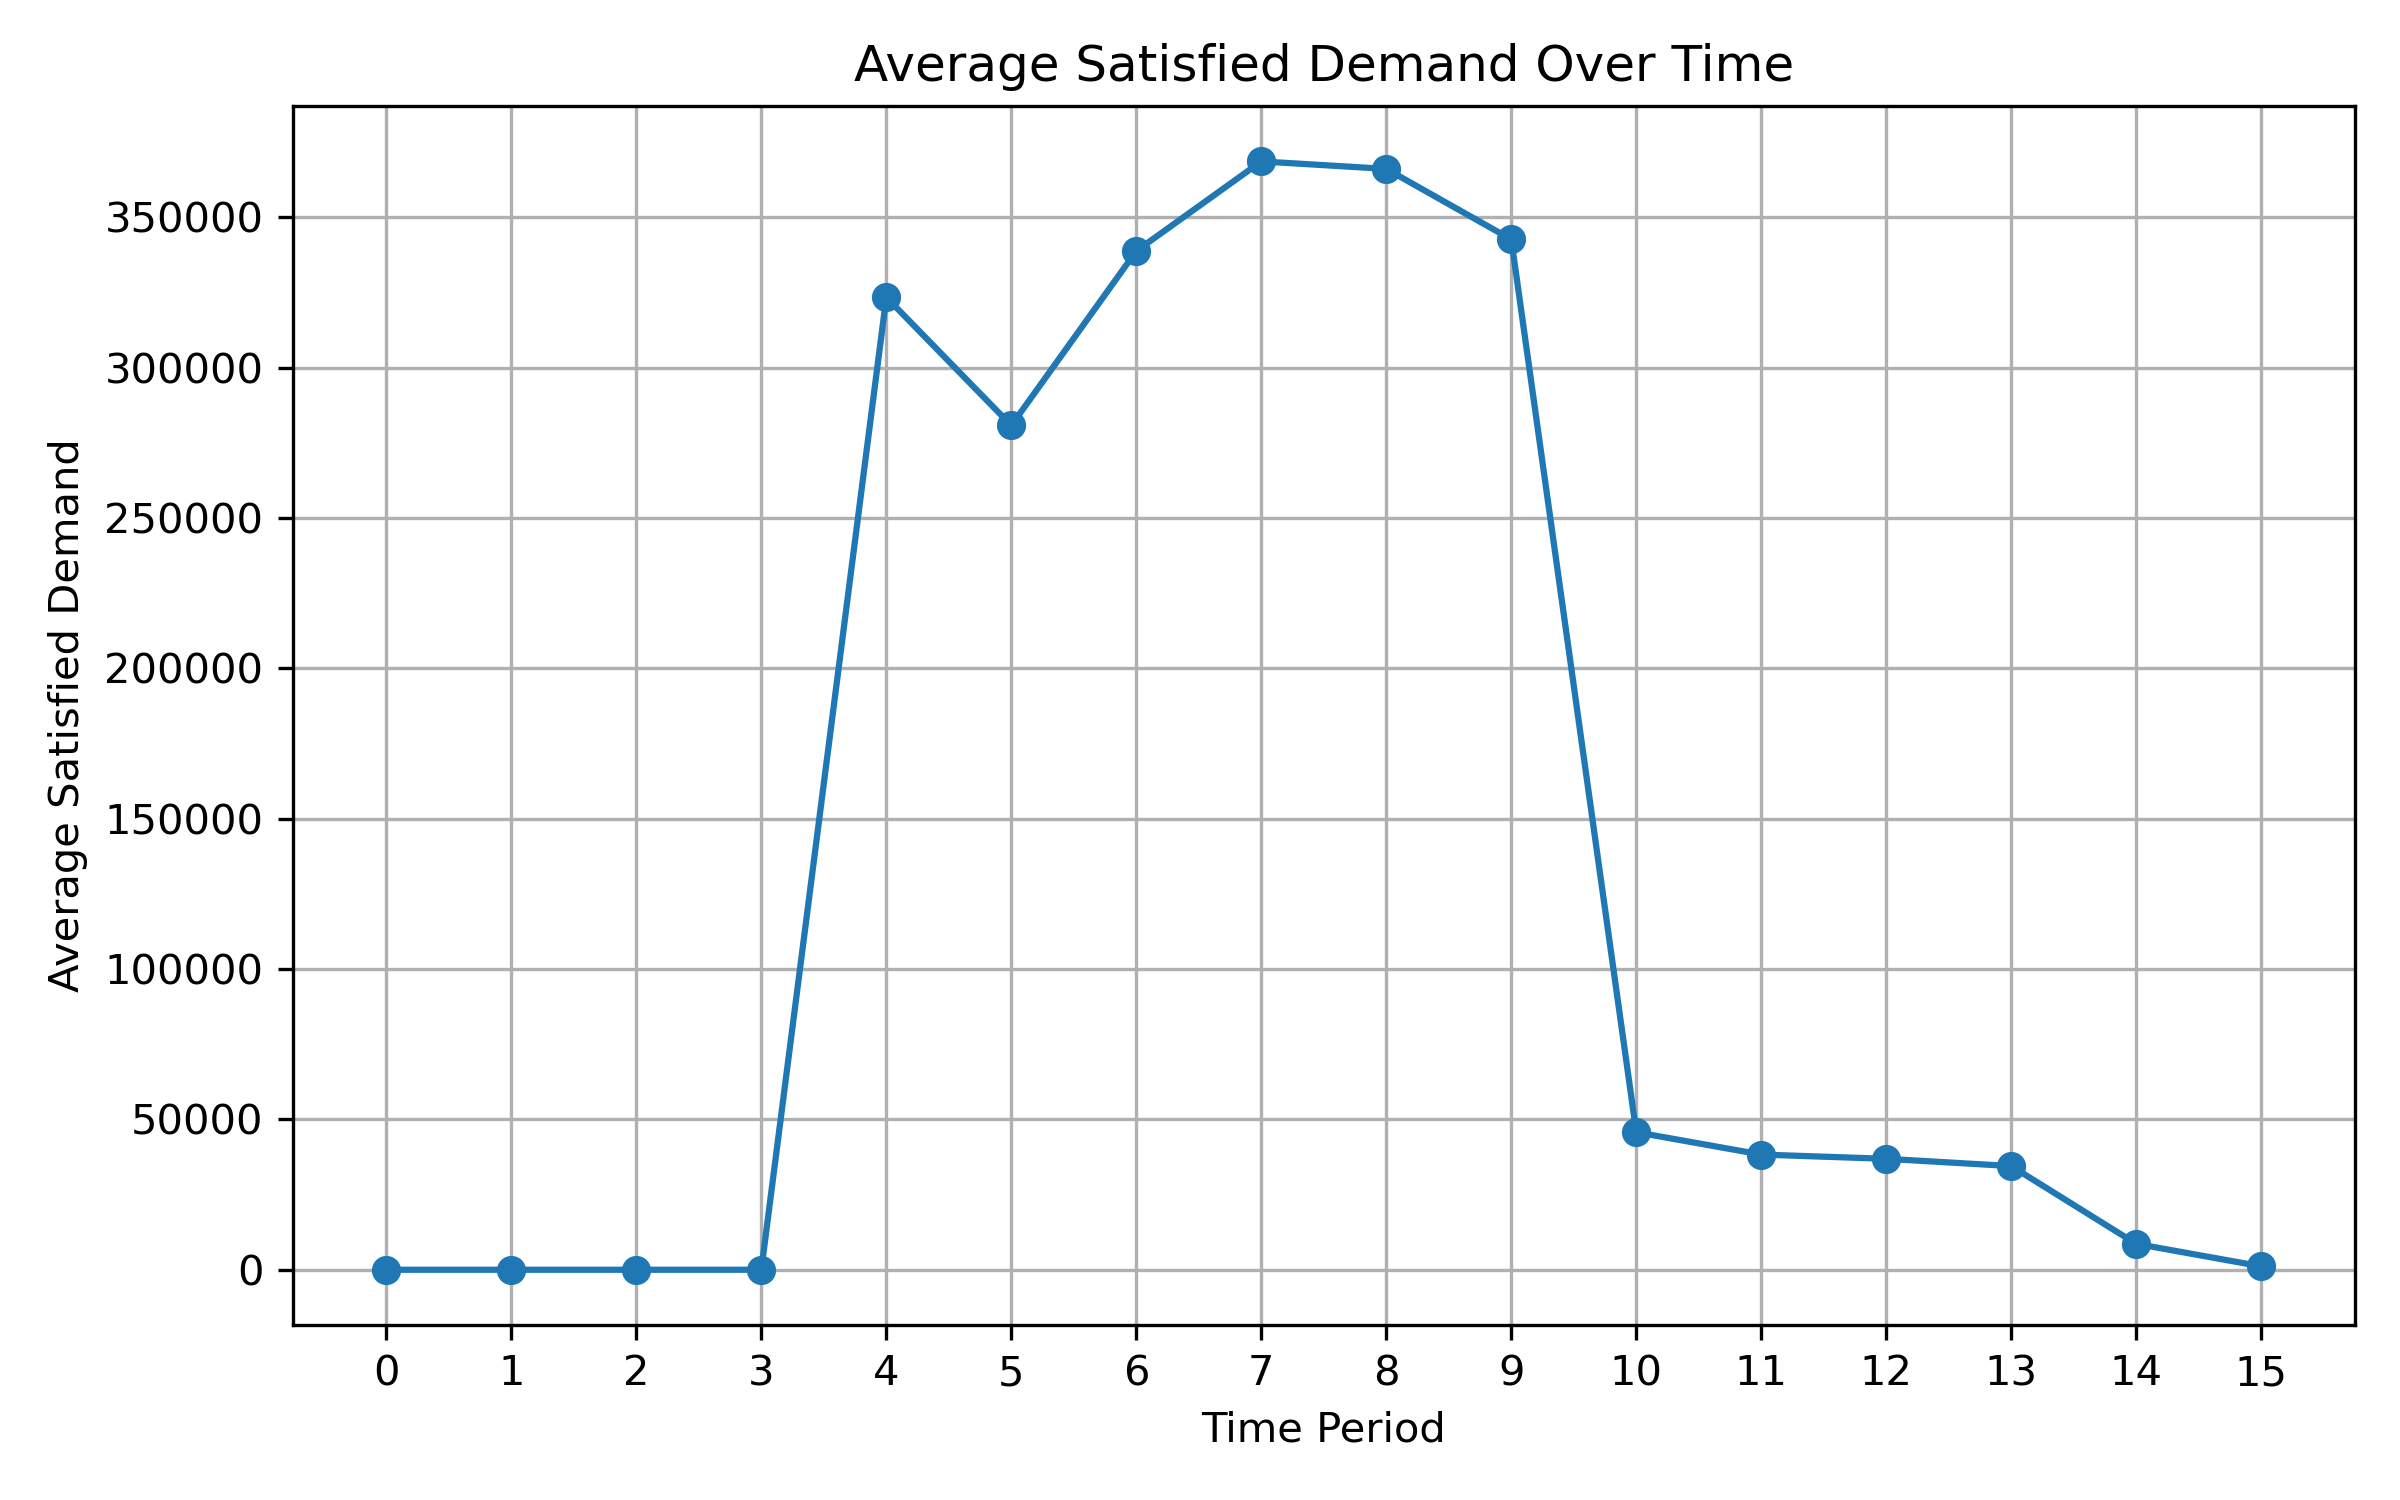 Average Satisfied Demand Over Time
Average Satisfied Demand
350000
300000
250000
200000
150000
100000
50000
0
0 1 2 3 4 5 6 7 8 9 10 11 12 13 14 15
Time Period